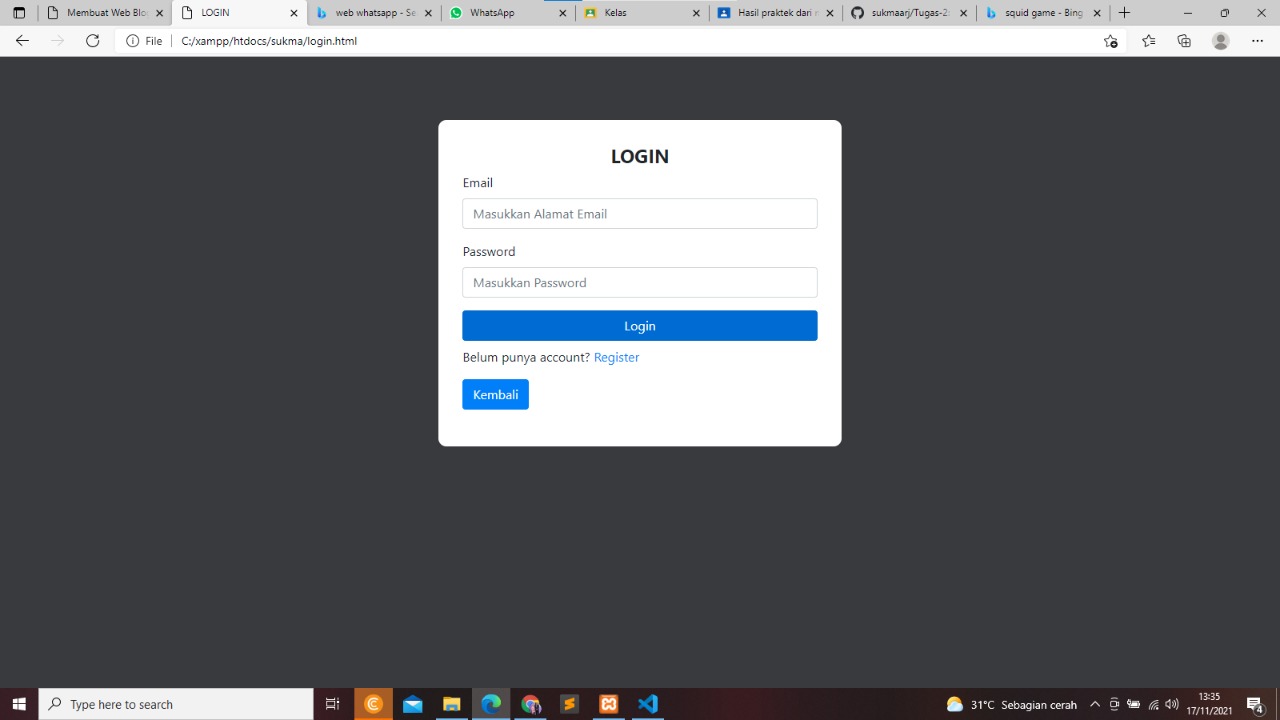 Membuat Web Bloc
LOGIN
web whatsapp - Se
WhatsApp
Kelas
Hasil praktek dari
sukmaarj/Tugas-2
squid game - Bing
File
C:/xampp/htdocs/sukma/login.html
LOGIN
Email
Masukkan Alamat Email
Password
Masukkan Password
Login
Belum punya account? Register
Kembali
Type here to search
31°C Sebagian cerah
13:35
17/11/2021
4